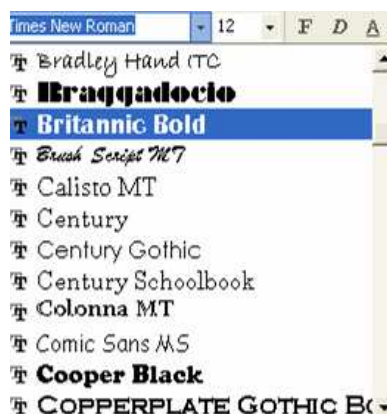 Times New Roman 12 F D A
Bradley Hand ITC
Braggadocio
Britannic Bold
Brush Script MT
Calisto MT
Century
Century Gothic
Century Schoolbook
Colonna MT
Comic Sans MS
Cooper Black
COPPERPLATE GOTHIC BO